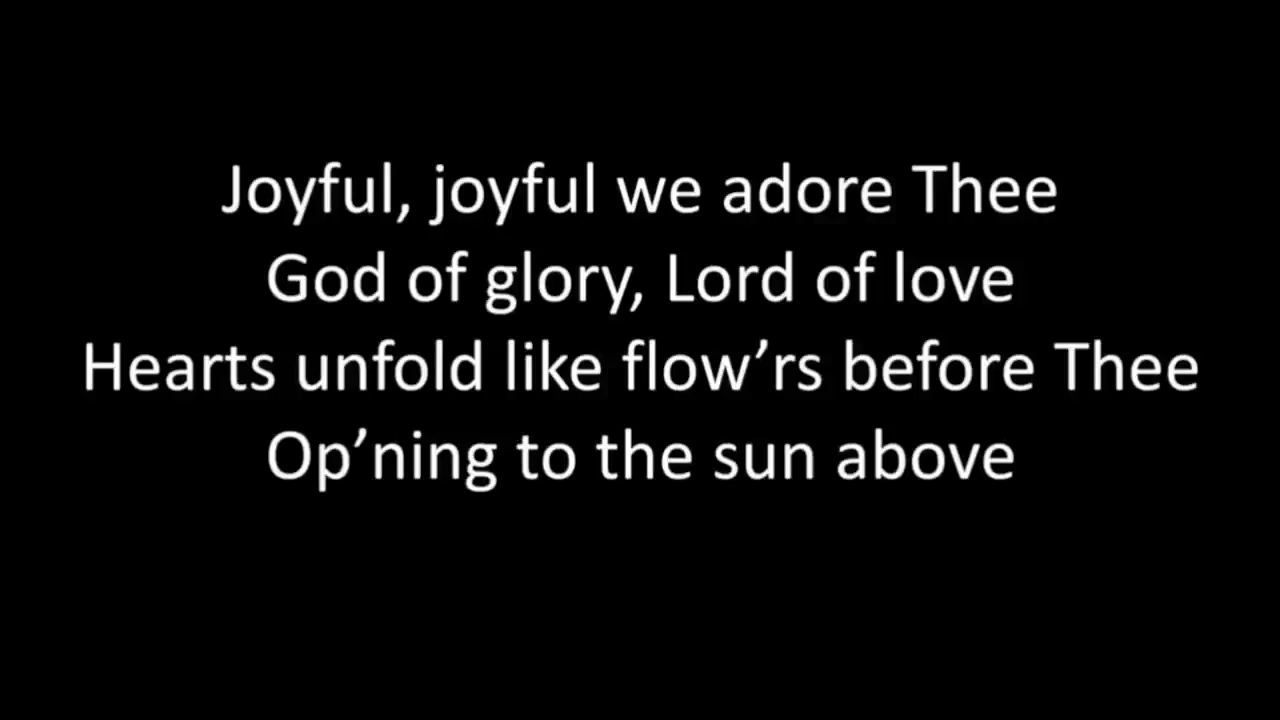 Joyful, joyful we adore Thee
God of glory, Lord of love
Hearts unfold like flow’rs before Thee
Op’ning to the sun above